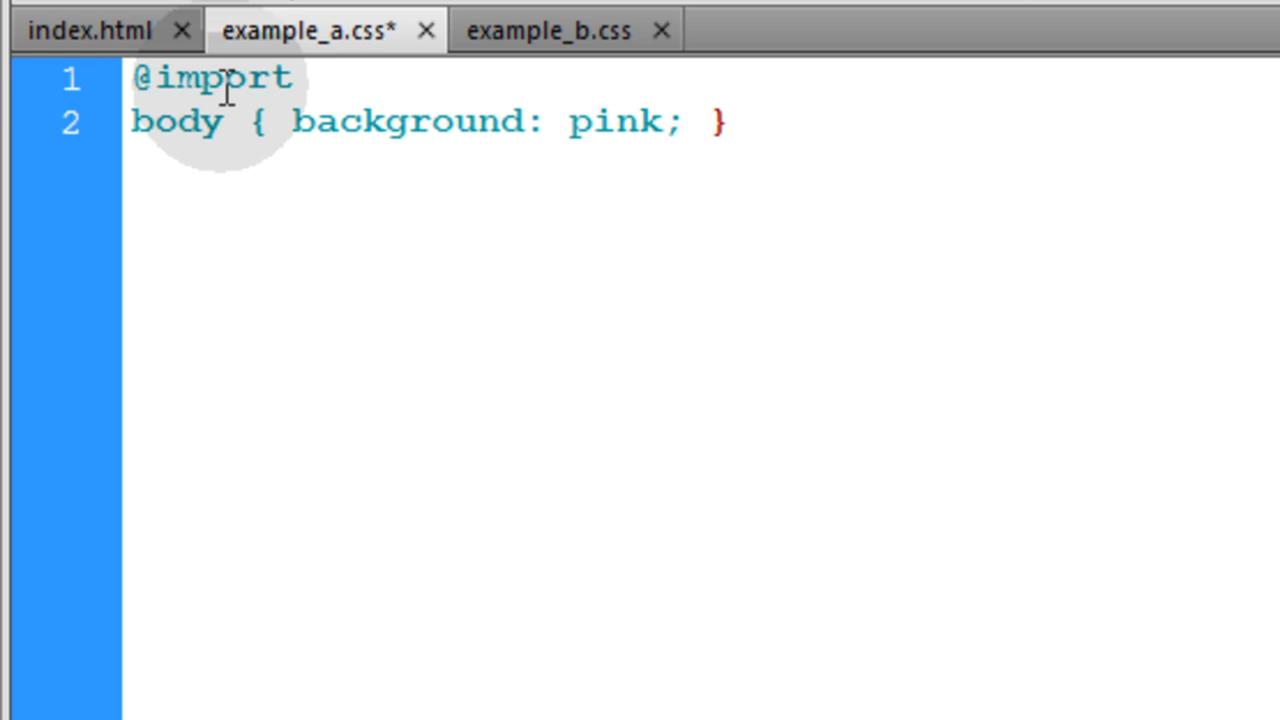 index.html × example_a.css* × example_b.css ×
1 @import
2 body { background: pink; }